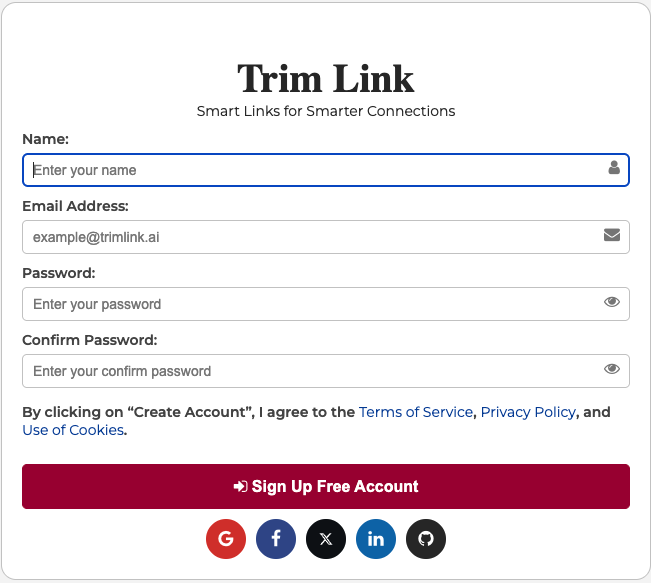 Trim Link
Smart Links for Smarter Connections
Name:
Enter your name
Email Address:
example@trimlink.ai
Password:
Enter your password
Confirm Password:
Enter your confirm password
By clicking on “Create Account”, I agree to the Terms of Service, Privacy Policy, and
Use of Cookies.
Sign Up Free Account